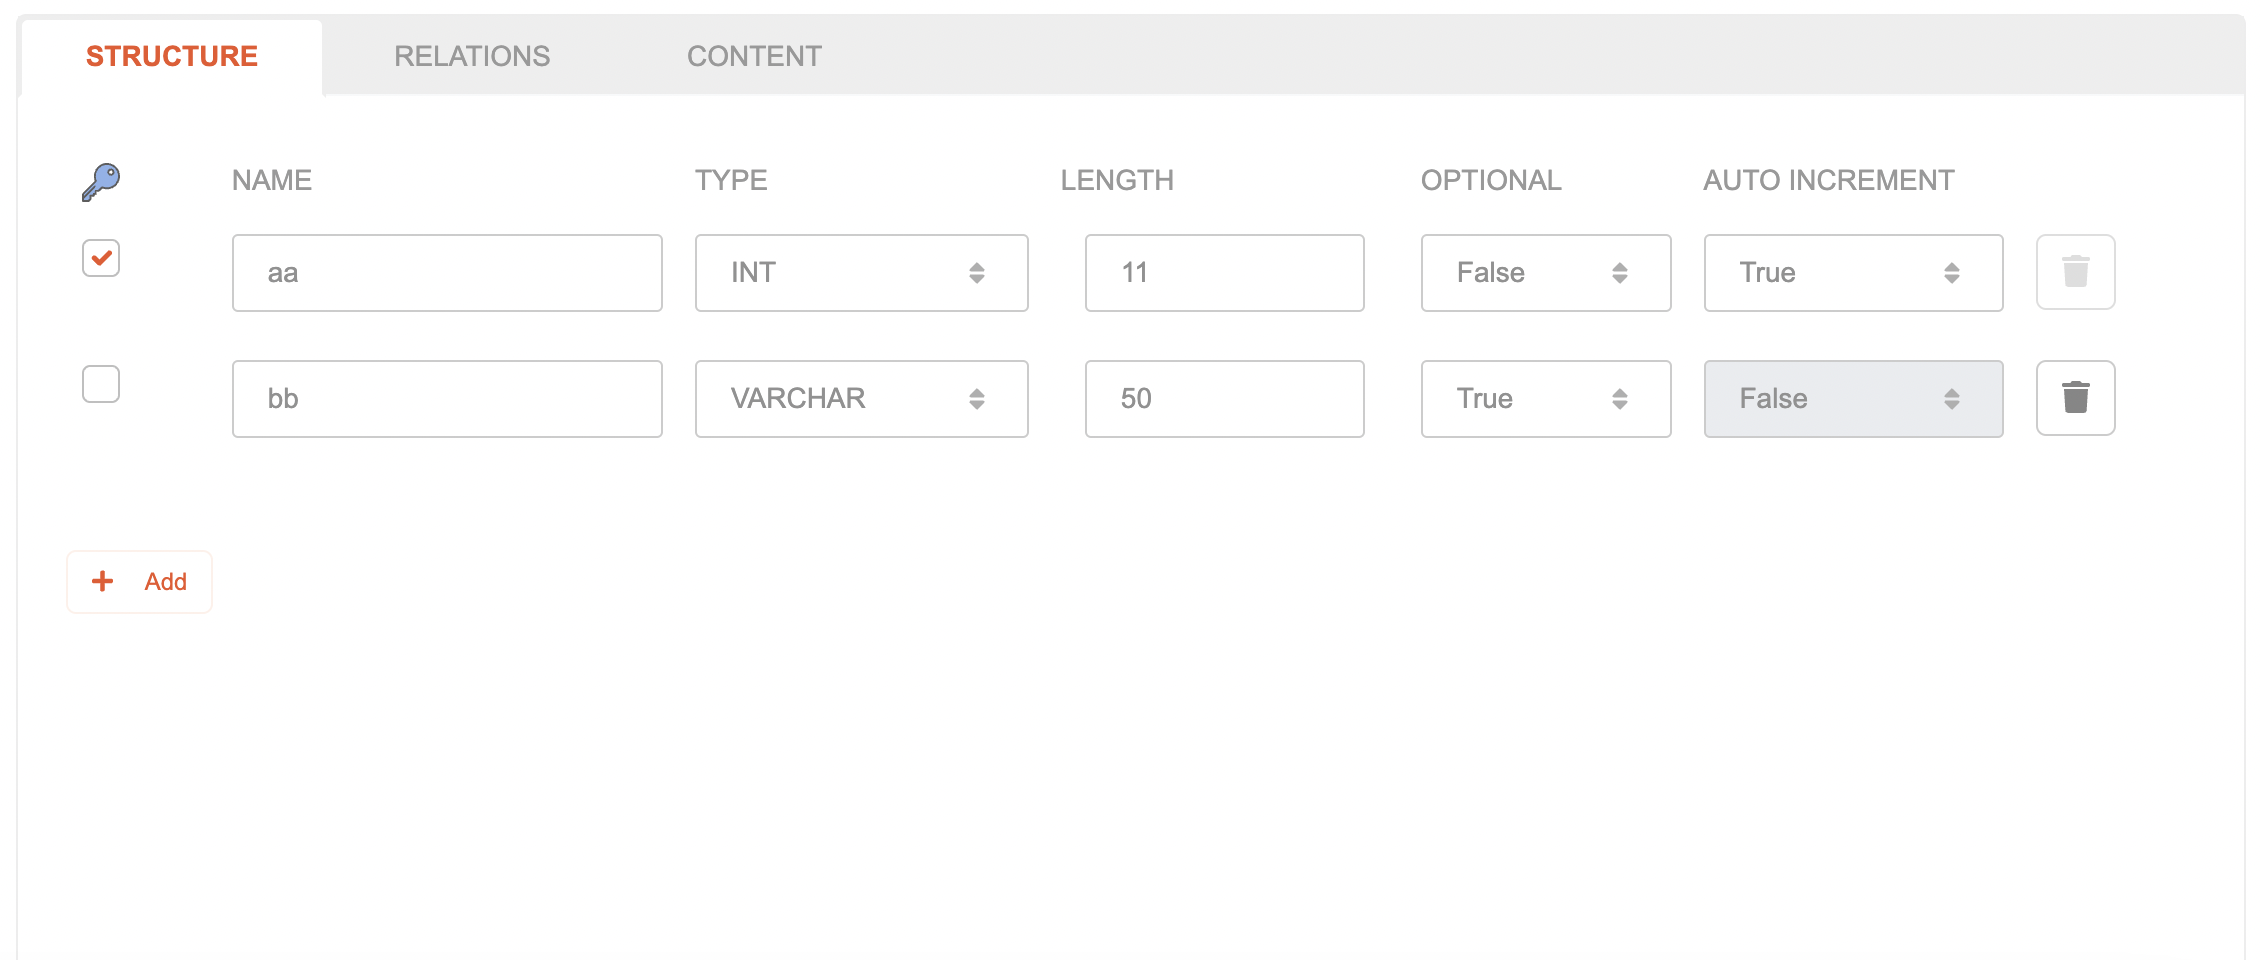 STRUCTURE RELATIONS CONTENT
NAME TYPE LENGTH OPTIONAL AUTO INCREMENT
aa INT 11 False True
bb VARCHAR 50 True False
Add